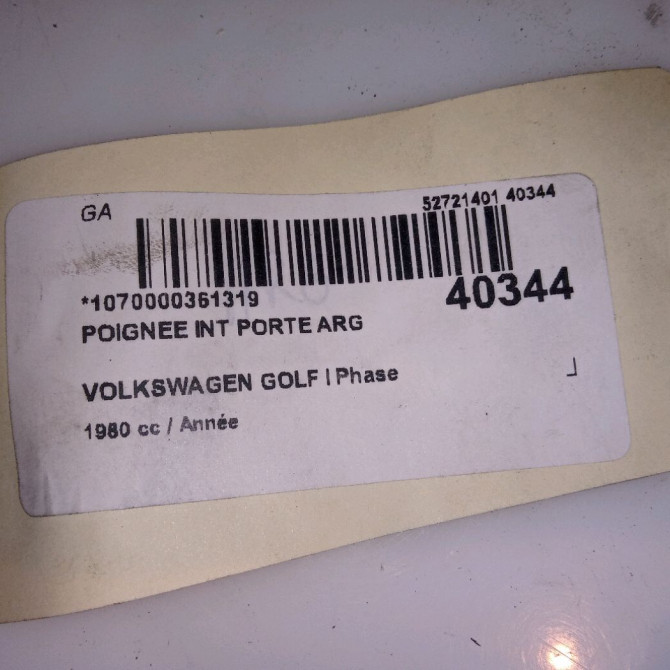 GA
52721401 40344
*1070000361319
40344
POIGNEE INT PORTE ARG
VOLKSWAGEN GOLF I Phase
1980 cc / Année